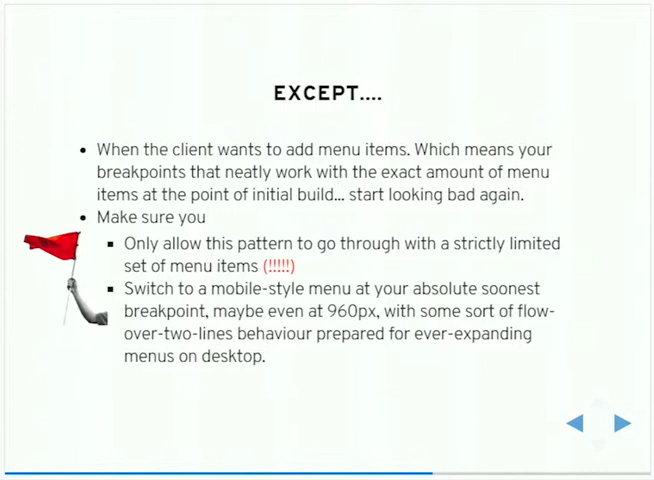 EXCEPT....
When the client wants to add menu items. Which means your
breakpoints that neatly work with the exact amount of menu
items at the point of initial build... start looking bad again.
Make sure you
Only allow this pattern to go through with a strictly limited
set of menu items (!!!!!)
Switch to a mobile-style menu at your absolute soonest
breakpoint, maybe even at 960px, with some sort of flow-
over-two-lines behaviour prepared for ever-expanding
menus on desktop.